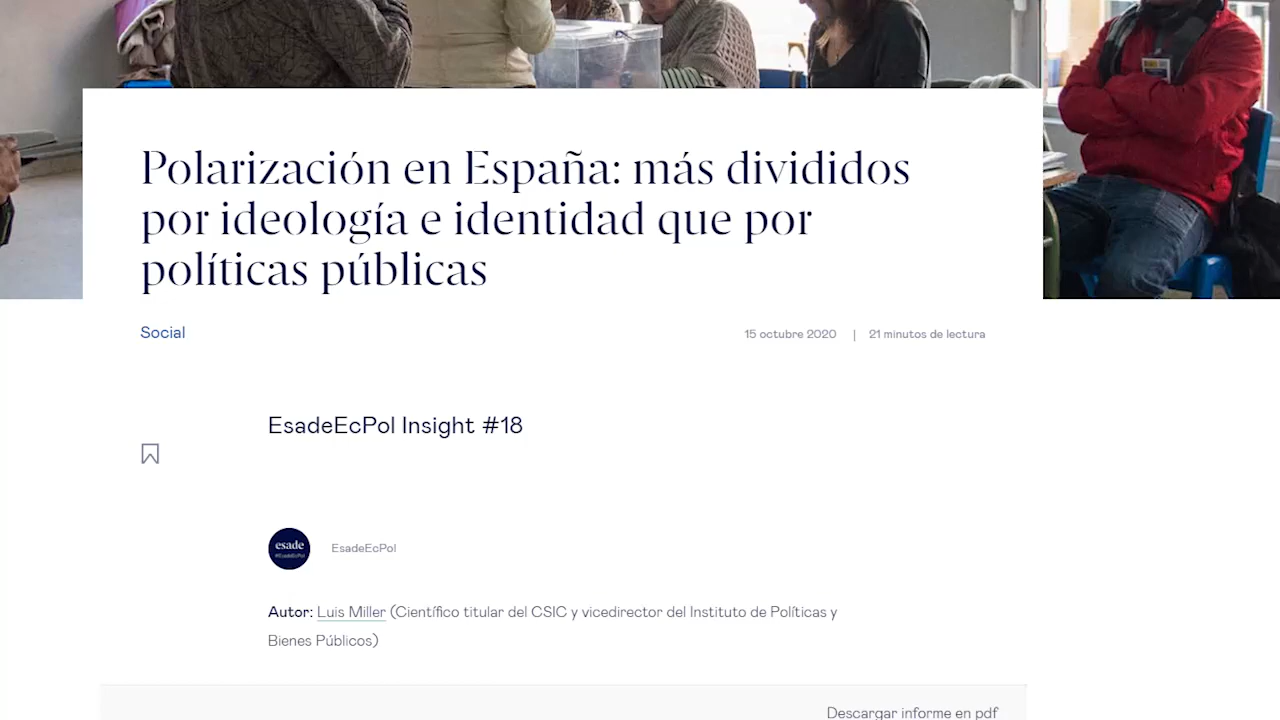 Polarización en España: más divididos
por ideología e identidad que por
políticas públicas
Social
15 octubre 2020 | 21 minutos de lectura
EsadeEcPol Insight #18
esade
#EsadeEcPol
EsadeEcPol
Autor: Luis Miller (Científico titular del CSIC y vicedirector del Instituto de Políticas y
Bienes Públicos)
Descargar informe en pdf